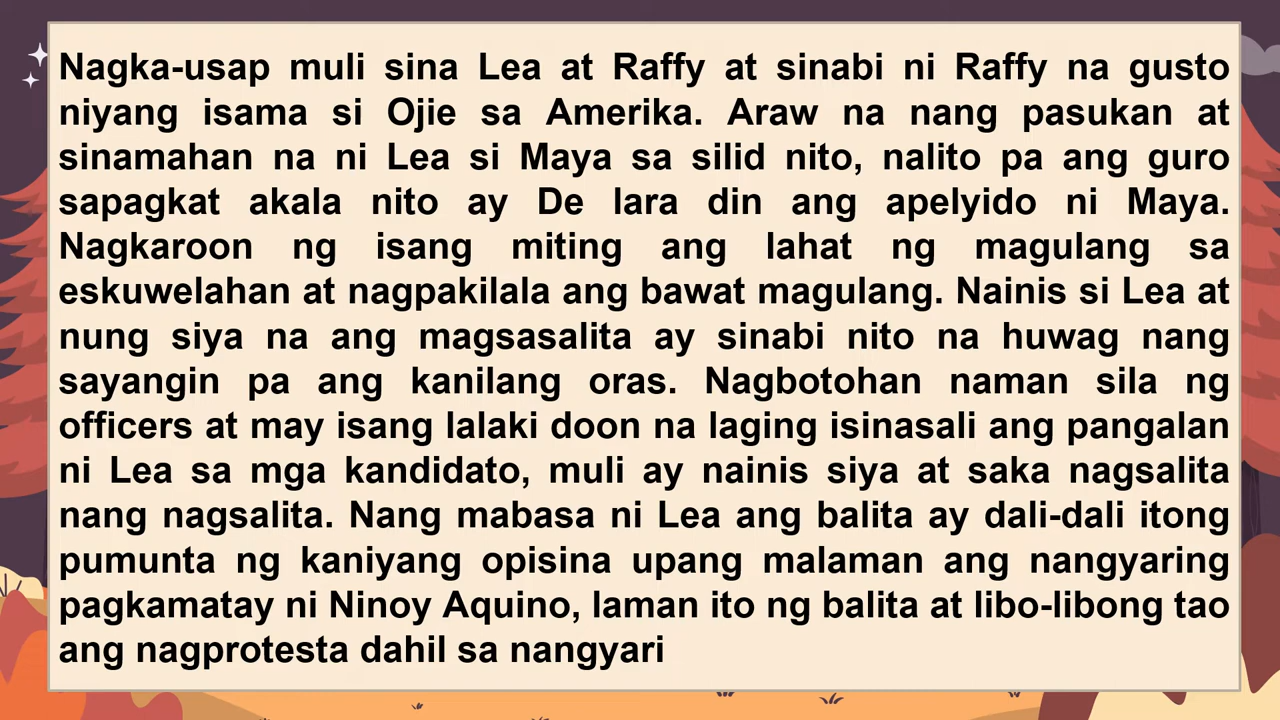 Nagka-usap muli sina Lea at Raffy at sinabi ni Raffy na gusto
niyang isama si Ojie sa Amerika. Araw na nang pasukan at
sinamahan na ni Lea si Maya sa silid nito, nalito pa ang guro
sapagkat akala nito ay De lara din ang apelyido ni Maya.
Nagkaroon ng isang miting ang lahat ng magulang sa
eskuwelahan at nagpakilala ang bawat magulang. Nainis si Lea at
nung siya na ang magsasalita ay sinabi nito na huwag nang
sayangin pa ang kanilang oras. Nagbotohan naman sila ng
officers at may isang lalaki doon na laging isinasali ang pangalan
ni Lea sa mga kandidato, muli ay nainis siya at saka nagsalita
nang nagsalita. Nang mabasa ni Lea ang balita ay dali-dali itong
pumunta ng kaniyang opisina upang malaman ang nangyaring
pagkamatay ni Ninoy Aquino, laman ito ng balita at libo-libong tao
ang nagprotesta dahil sa nangyari